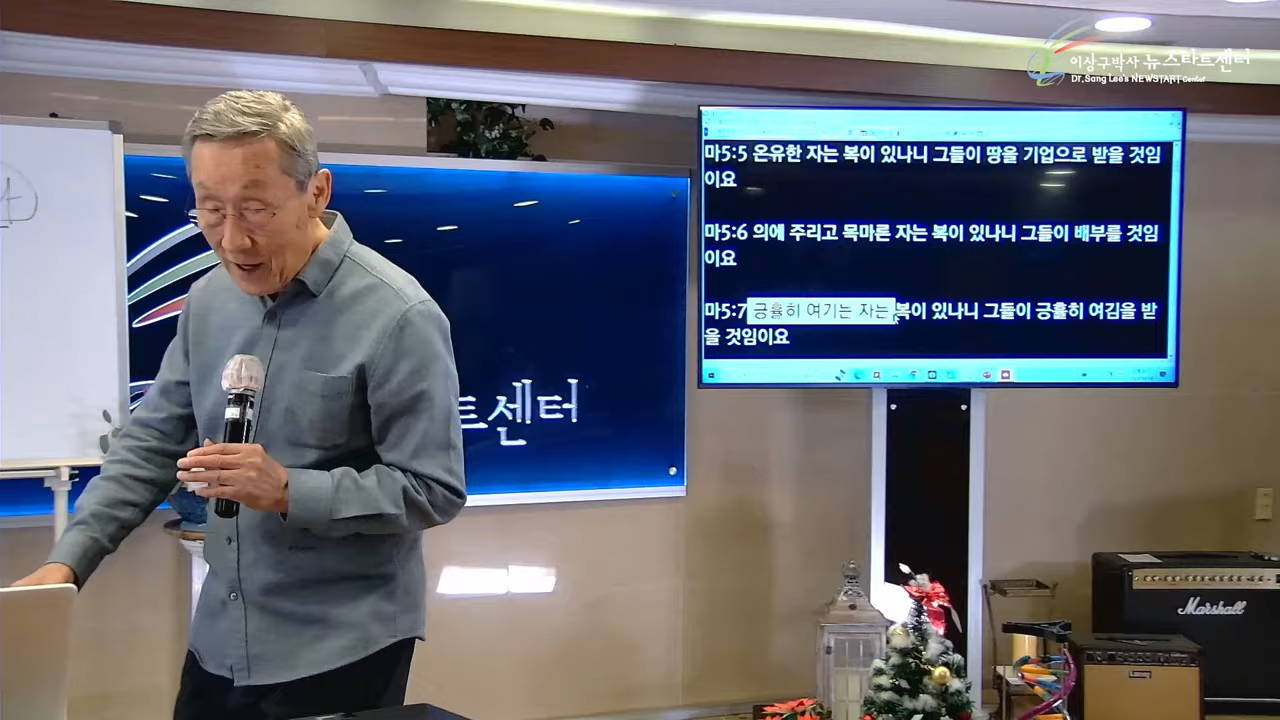 이상구박사 뉴스타트센터
Dr. Sang Lee's NEWSTART Center
마5:5 온유한 자는 복이 있나니 그들이 땅을 기업으로 받을 것임
이요
마5:6 의에 주리고 목마른 자는 복이 있나니 그들이 배부를 것임
이요
마5:7 긍휼히 여기는 자는 복이 있나니 그들이 긍휼히 여김을 받
을 것임이요
트센터
Marshall